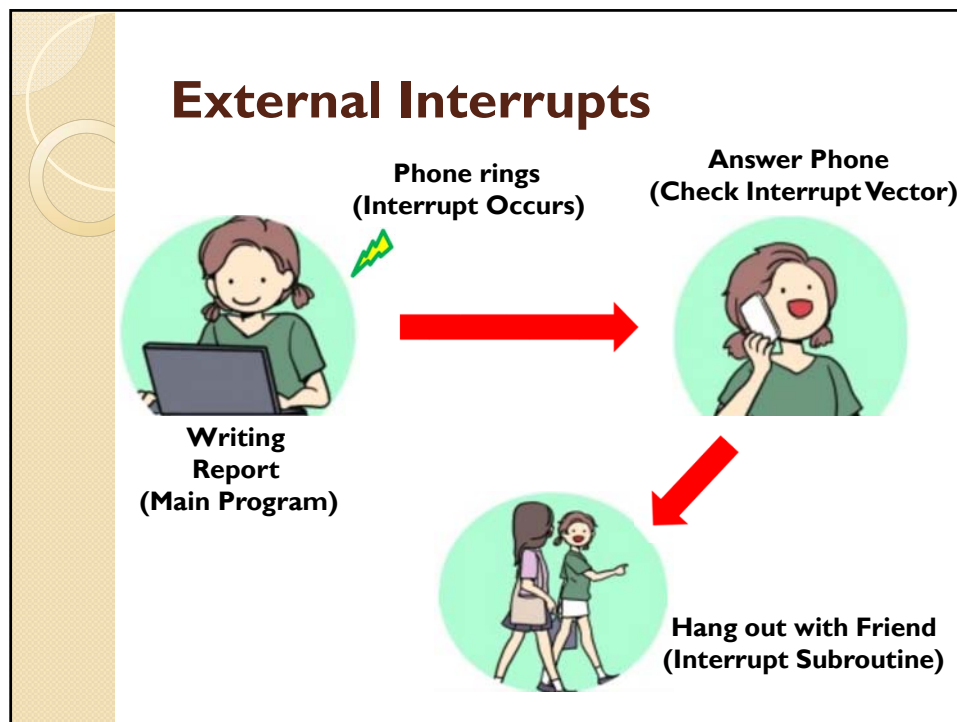 External Interrupts
Phone rings
(Interrupt Occurs)
Answer Phone
(Check Interrupt Vector)
Writing
Report
(Main Program)
Hang out with Friend
(Interrupt Subroutine)